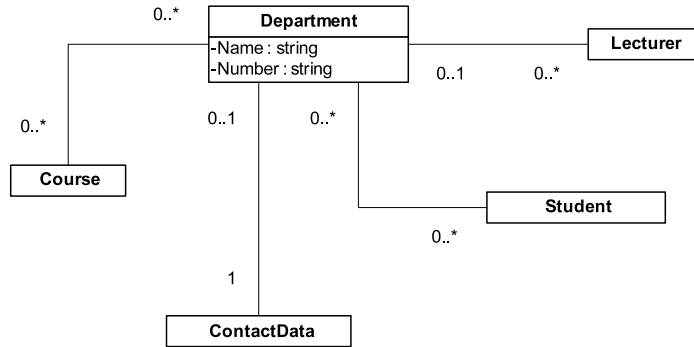 0..*
Department
-Name : string
-Number : string
Lecturer
0..1
0..*
0..*
0..1
0..*
Course
Student
0..*
1
ContactData